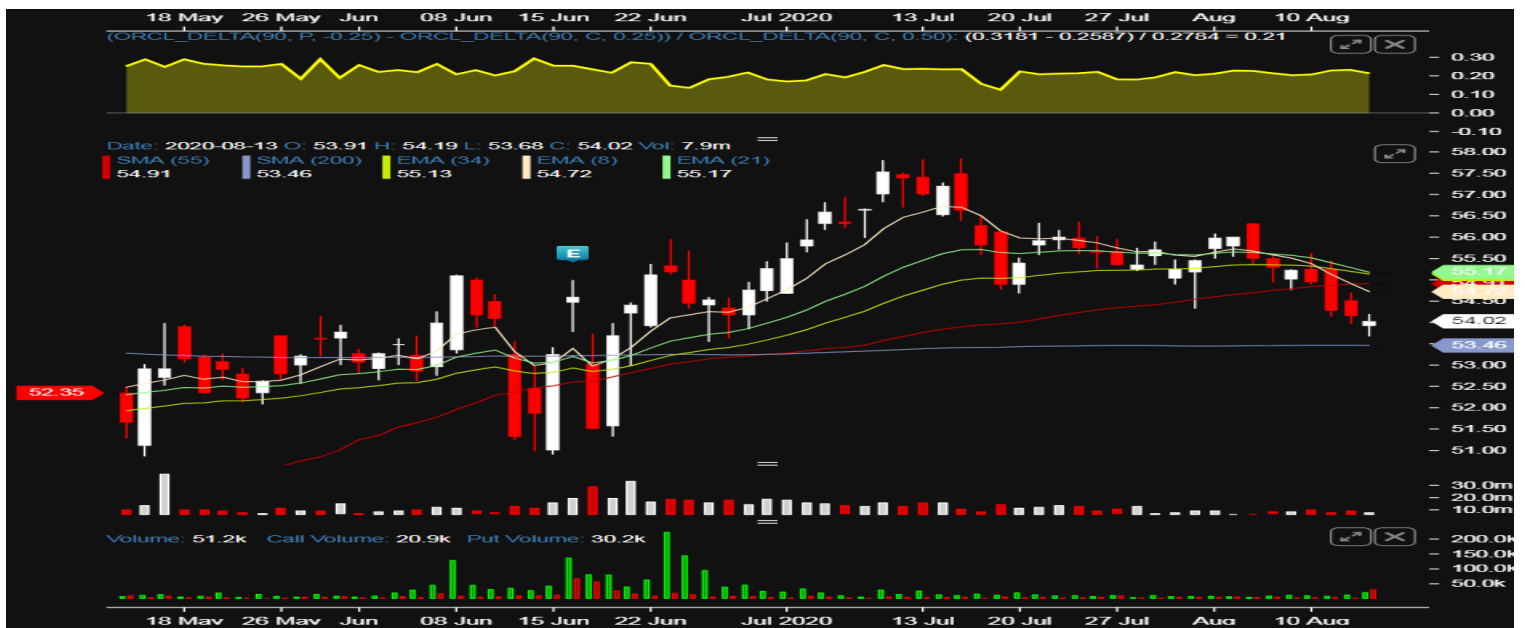 18 May 26 May Jun 08 Jun 15 Jun 22 Jun Jul 2020 13 Jul 20 Jul 27 Jul Aug 10 Aug
(ORCL_DELTA(90, P, -0.25) - ORCL_DELTA(90, C, 0.25)) / ORCL_DELTA(90, C, 0.50): (0.3181 - 0.2587) / 0.2784 = 0.21
0.30
0.20
0.10
0.00
-0.10
Date: 2020-08-13 O: 53.91 H: 54.19 L: 53.68 C: 54.02 Vol: 7.9m
SMA (55) SMA (200) EMA (34) EMA (8) EMA (21)
54.91 53.46 55.13 54.72 55.17
58.00
57.50
57.00
56.50
56.00
55.50
55.17
54.72
54.02
53.46
53.00
52.50
52.35
52.00
51.50
51.00
E
30.0m
20.0m
10.0m
Volume: 51.2k Call Volume: 20.9k Put Volume: 30.2k
200.0k
150.0k
100.0k
50.0k
18 May 26 May Jun 08 Jun 15 Jun 22 Jun Jul 2020 13 Jul 20 Jul 27 Jul Aug 10 Aug